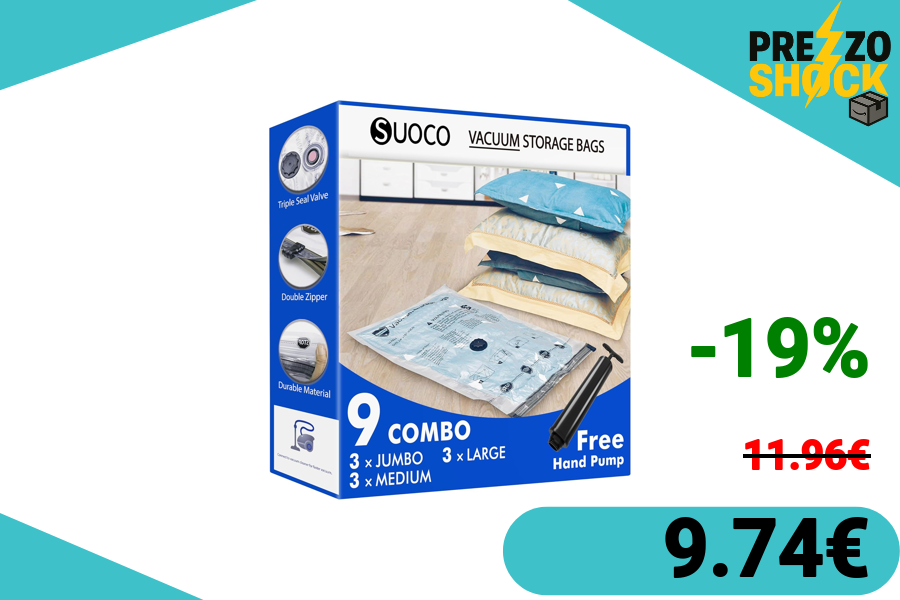 PREZZO
SHOCK
SUOCO VACUUM STORAGE BAGS
Triple Seal Valve
Double Zipper
Durable Material
9 COMBO
3 x JUMBO 3 x LARGE
3 x MEDIUM
Free
Hand Pump
-19%
11.96€
9.74€